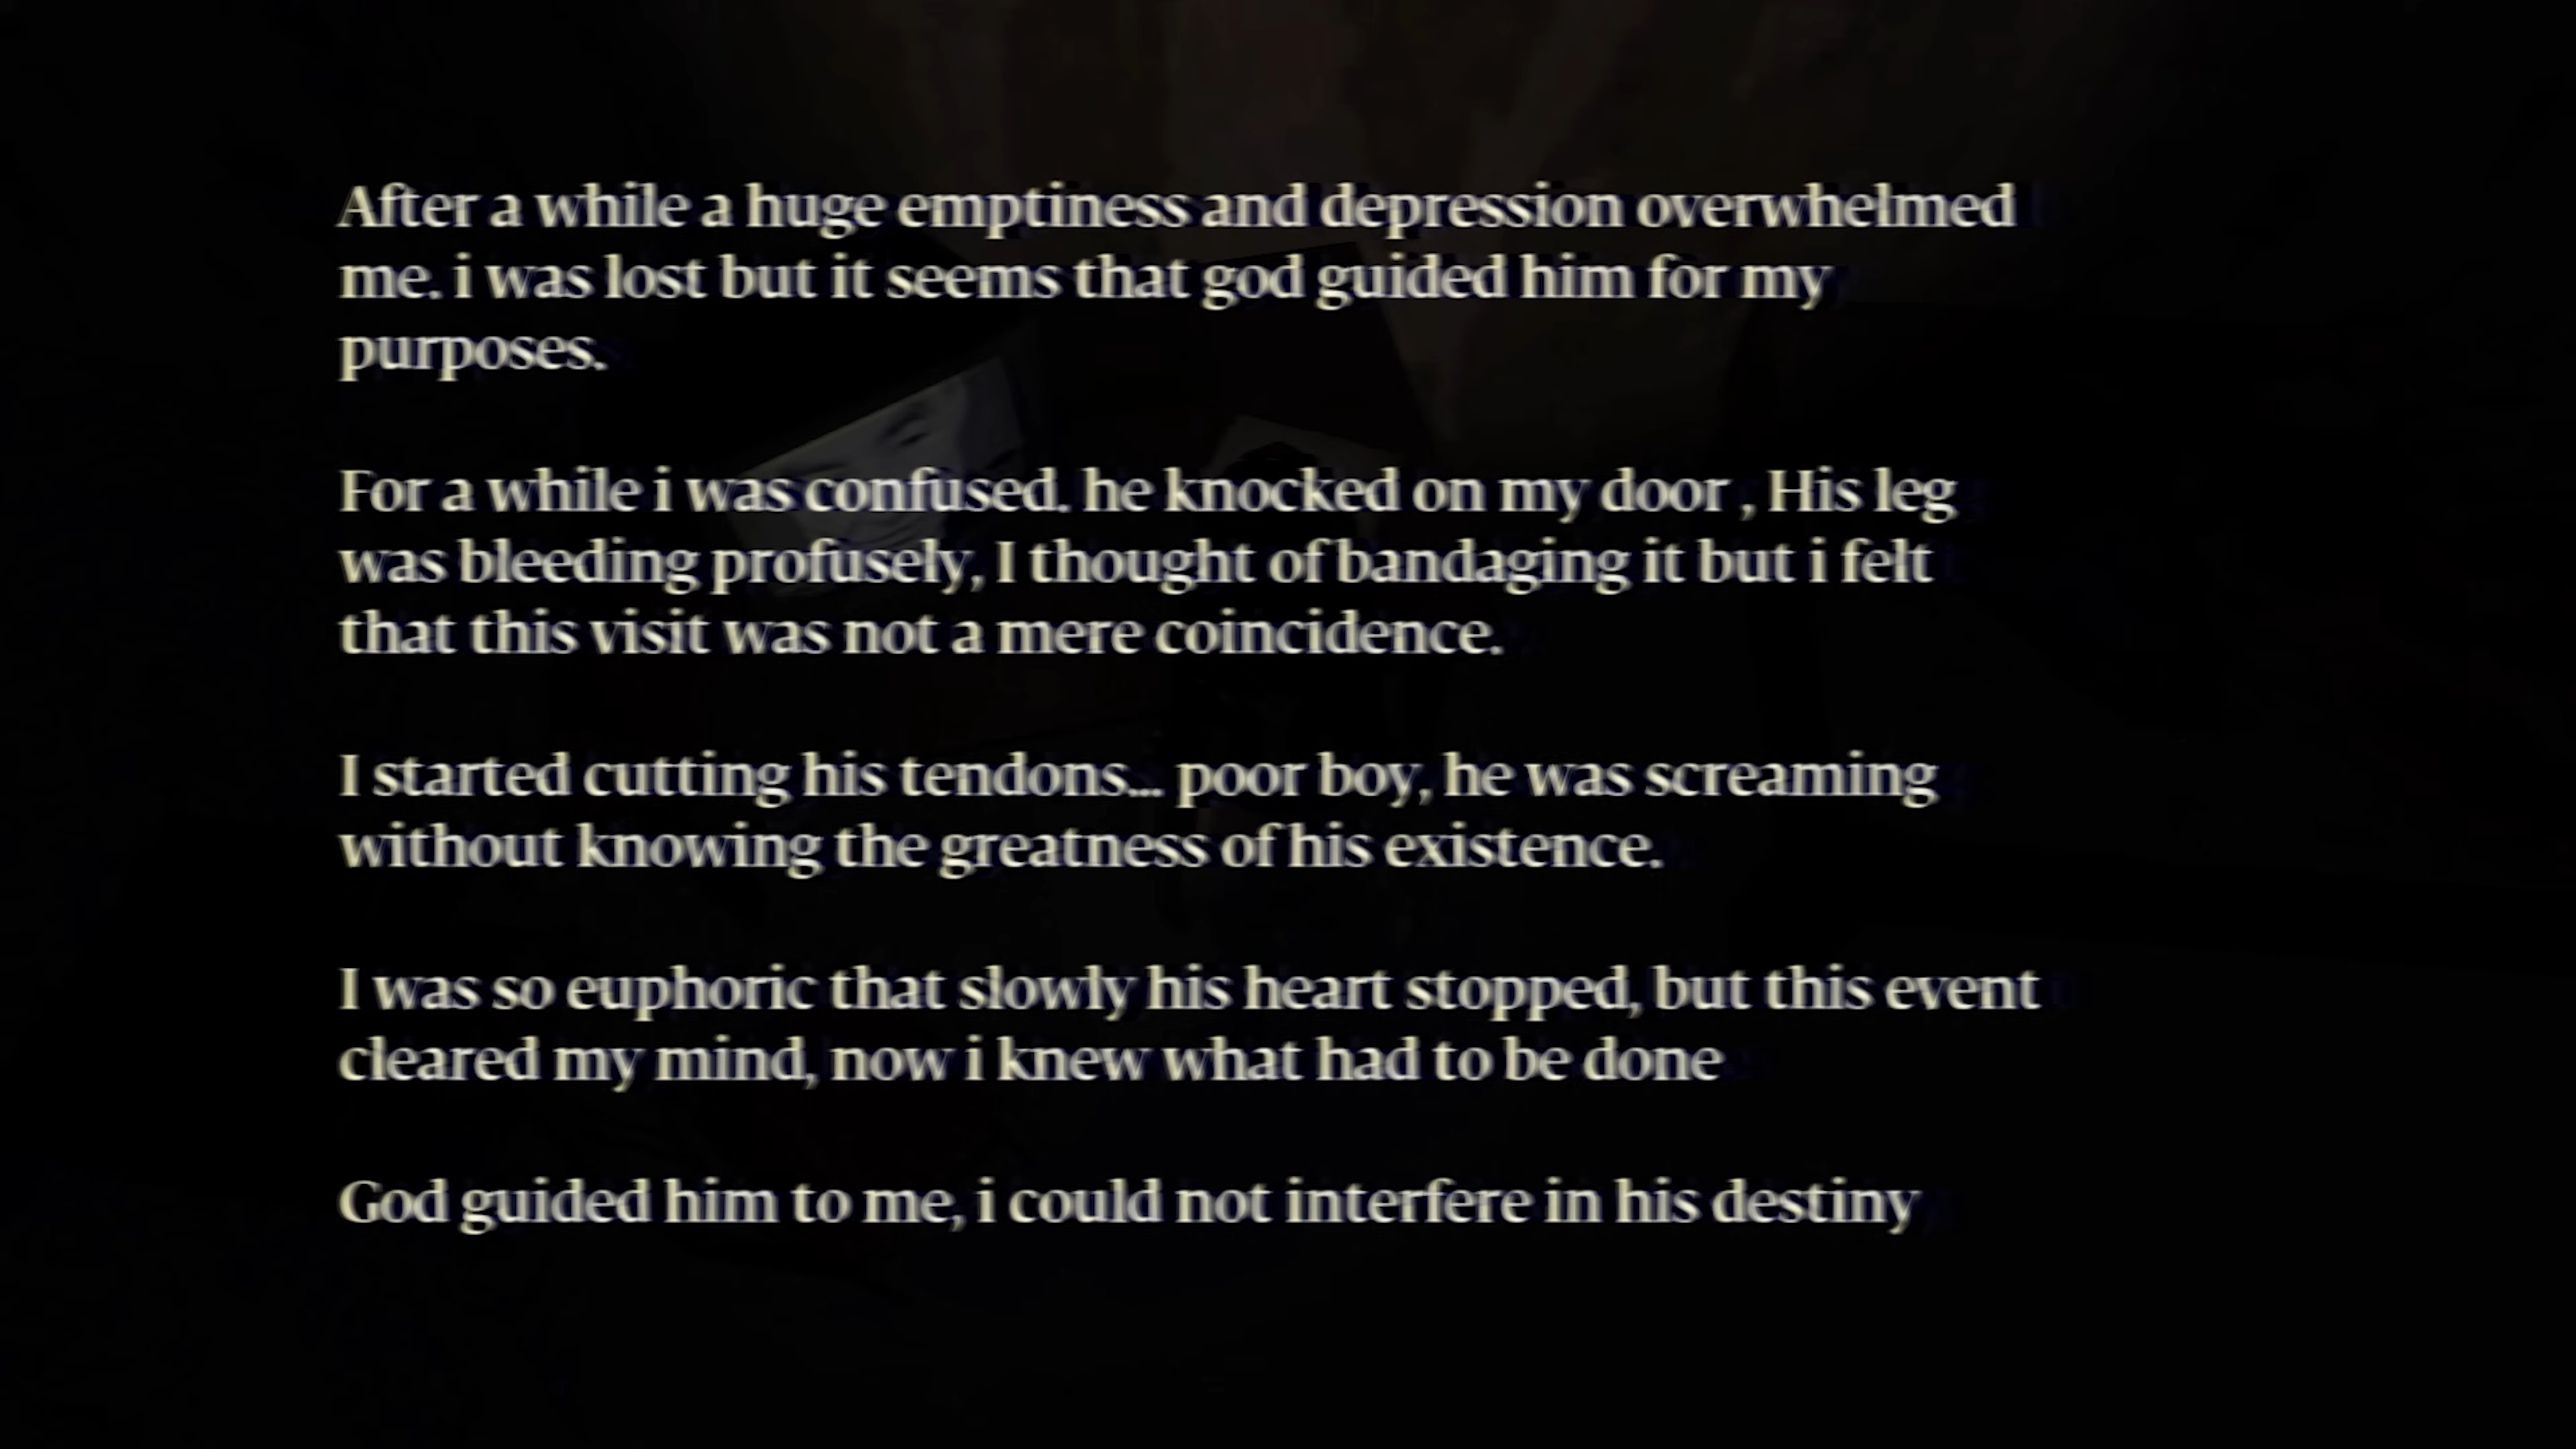 After a while a huge emptiness and depression overwhelmed
me. i was lost but it seems that god guided him for my
purposes.
For a while i was confused. he knocked on my door , His leg
was bleeding profusely, I thought of bandaging it but i felt
that this visit was not a mere coincidence.
I started cutting his tendons... poor boy, he was screaming
without knowing the greatness of his existence.
I was so euphoric that slowly his heart stopped, but this event
cleared my mind, now i knew what had to be done
God guided him to me, i could not interfere in his destiny